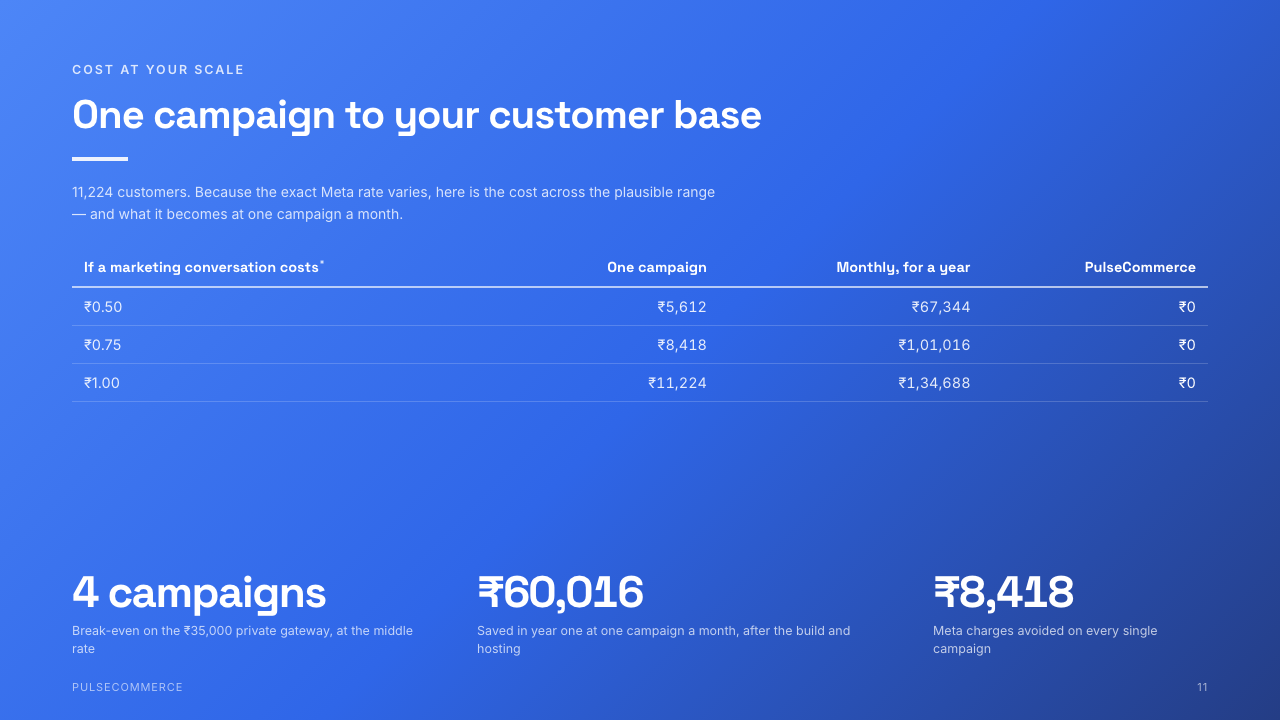 COST AT YOUR SCALE
One campaign to your customer base
11,224 customers. Because the exact Meta rate varies, here is the cost across the plausible range
— and what it becomes at one campaign a month.
If a marketing conversation costs* One campaign Monthly, for a year PulseCommerce
₹0.50 ₹5,612 ₹67,344 ₹0
₹0.75 ₹8,418 ₹1,01,016 ₹0
₹1.00 ₹11,224 ₹1,34,688 ₹0
4 campaigns ₹60,016 ₹8,418
Break-even on the ₹35,000 private gateway, at the middle
rate
Saved in year one at one campaign a month, after the build and
hosting
Meta charges avoided on every single
campaign
PULSECOMMERCE 11